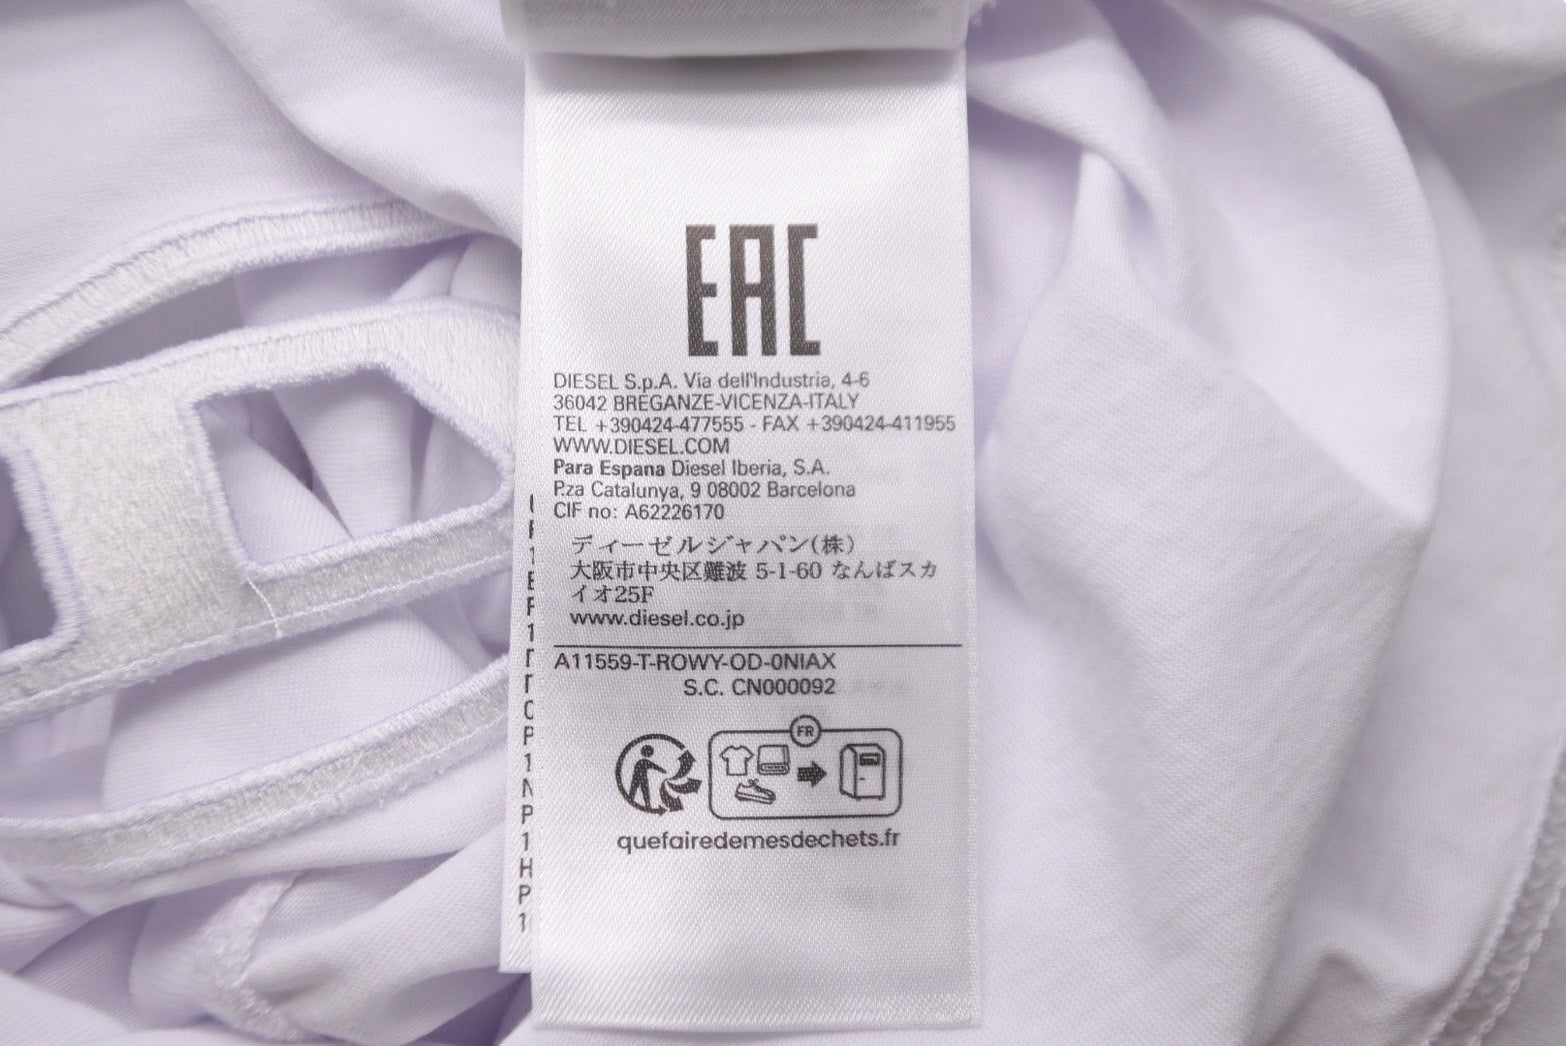 EAC
DIESEL S.p.A. Via dell'Industria, 4-6
36042 BREGANZE-VICENZA-ITALY
TEL +390424-477555 - FAX +390424-411955
WWW.DIESEL.COM
Para Espana Diesel Iberia, S.A.
P.za Catalunya, 9 08002 Barcelona
CIF no: A62226170
ディーゼルジャパン(株)
大阪市中央区難波 5-1-60 なんばスカ
イオ25F
www.diesel.co.jp
A11559-T-ROWY-OD-0NIAX
S.C. CN000092
FR
quefairedemesdechets.fr